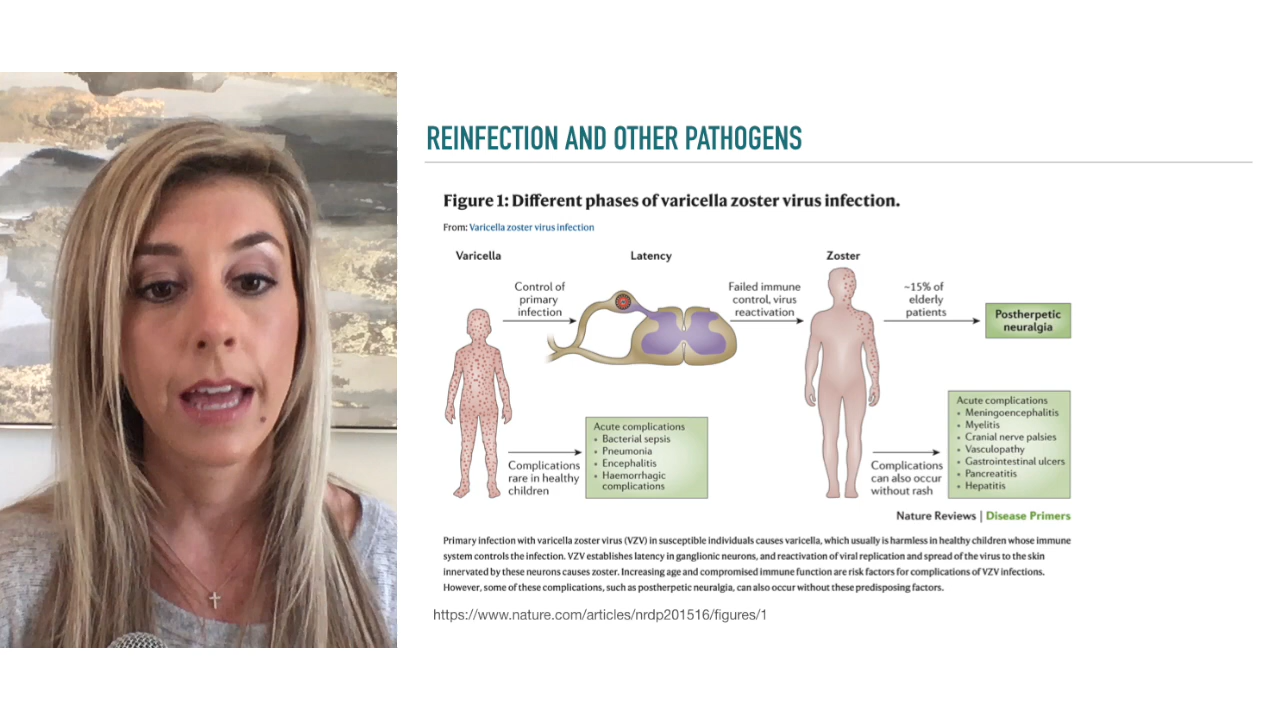 REINFECTION AND OTHER PATHOGENS
Figure 1: Different phases of varicella zoster virus infection.
From: Varicella zoster virus infection
Varicella
Latency
Zoster
Control of
primary
infection
Failed immune
control, virus
reactivation
~15% of
elderly
patients
Postherpetic
neuralgia
Complications
rare in healthy
children
Acute complications
• Bacterial sepsis
• Pneumonia
• Encephalitis
• Haemorrhagic
complications
Complications
can also occur
without rash
Acute complications
• Meningoencephalitis
• Myelitis
• Cranial nerve palsies
• Vasculopathy
• Gastrointestinal ulcers
• Pancreatitis
• Hepatitis
Nature Reviews | Disease Primers
Primary infection with varicella zoster virus (VZV) in susceptible individuals causes varicella, which usually is harmless in healthy children whose immune
system controls the infection. VZV establishes latency in ganglionic neurons, and reactivation of viral replication and spread of the virus to the skin
innervated by these neurons causes zoster. Increasing age and compromised immune function are risk factors for complications of VZV infections.
However, some of these complications, such as postherpetic neuralgia, can also occur without these predisposing factors.
https://www.nature.com/articles/nrdp201516/figures/1